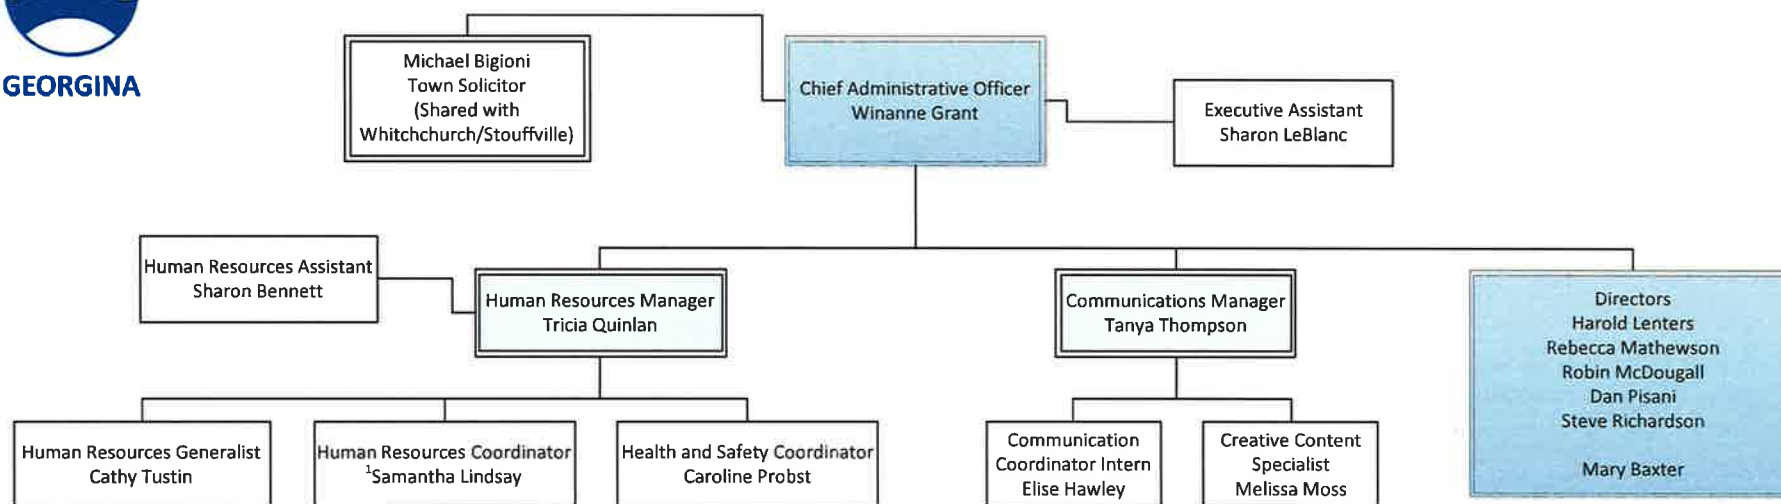 GEORGINA
Michael Bigioni
Town Solicitor
(Shared with
Whitchchurch/Stouffville)
Chief Administrative Officer
Winanne Grant
Executive Assistant
Sharon LeBlanc
Human Resources Assistant
Sharon Bennett
Human Resources Manager
Tricia Quinlan
Communications Manager
Tanya Thompson
Directors
Harold Lenters
Rebecca Mathewson
Robin McDougall
Dan Pisani
Steve Richardson
Mary Baxter
Human Resources Generalist
Cathy Tustin
Human Resources Coordinator
¹Samantha Lindsay
Health and Safety Coordinator
Caroline Probst
Communication
Coordinator Intern
Elise Hawley
Creative Content
Specialist
Melissa Moss